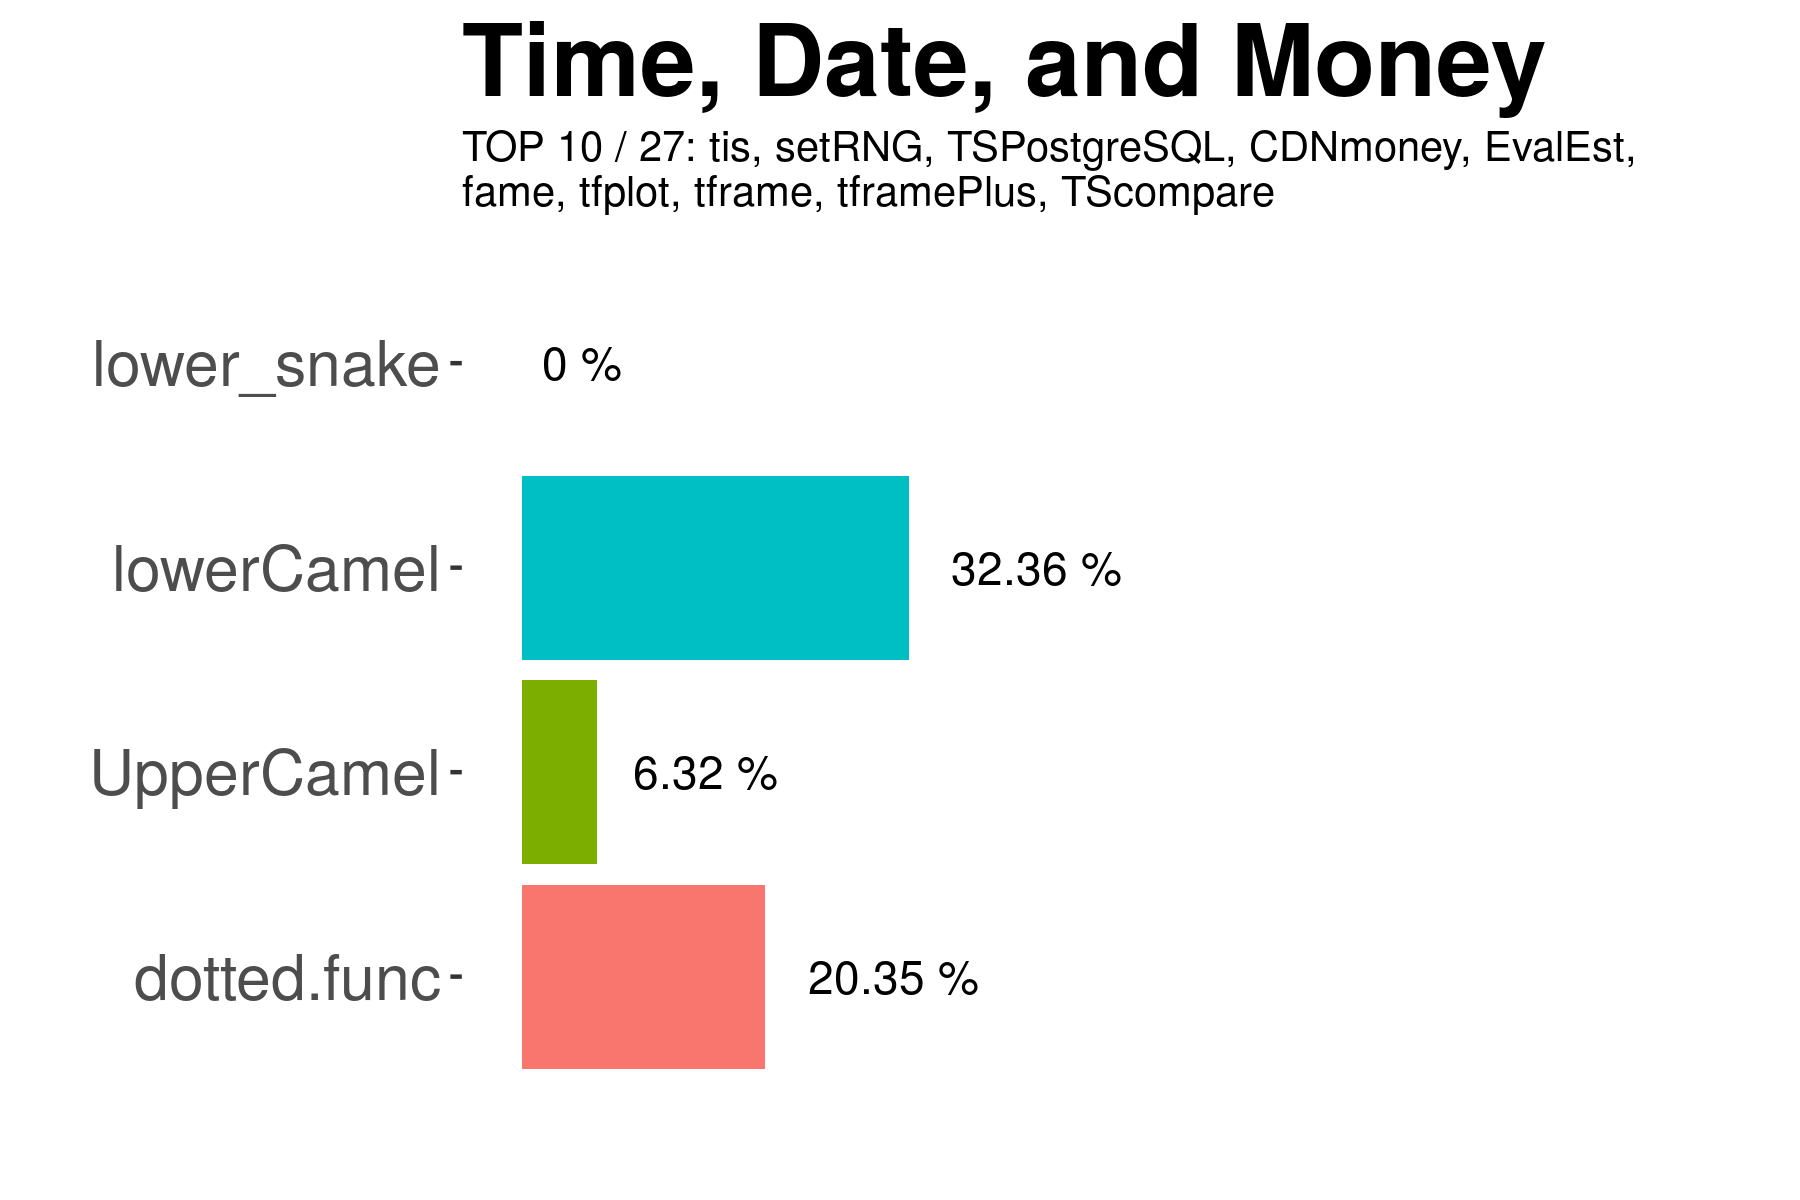 Time, Date, and Money
TOP 10 / 27: tis, setRNG, TSPostgreSQL, CDNmoney, EvalEst,
fame, tfplot, tframe, tframePlus, TScompare
lower_snake
0 %
lowerCamel
32.36 %
UpperCamel
6.32 %
dotted.func
20.35 %